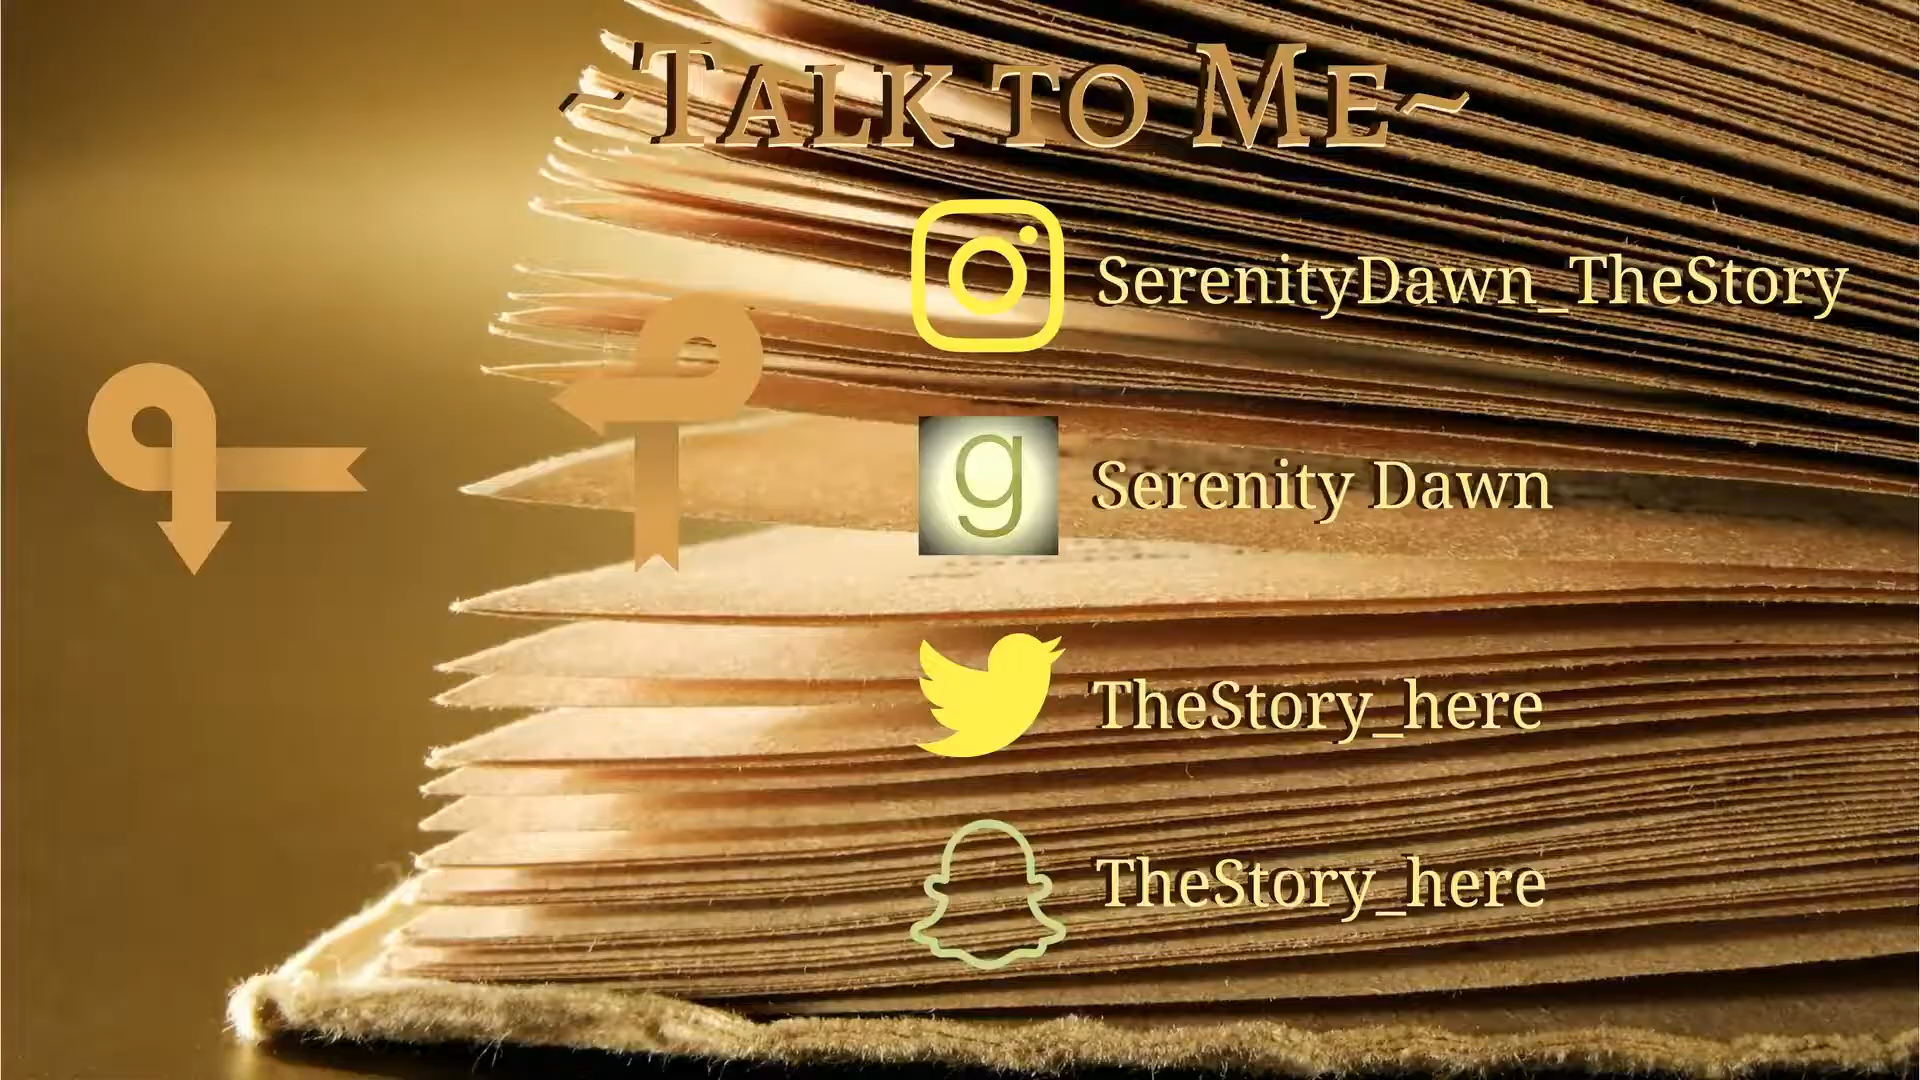 ~Talk to Me~
SerenityDawn_TheStory
g
Serenity Dawn
TheStory_here
TheStory_here